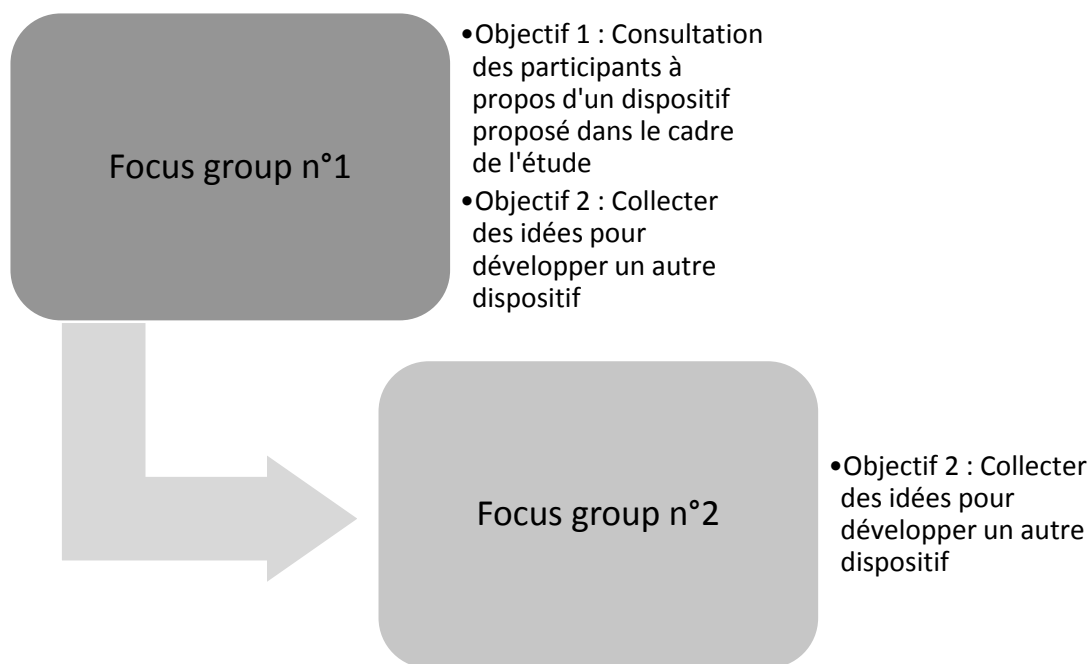 Focus group n°1
•Objectif 1 : Consultation
des participants à
propos d'un dispositif
proposé dans le cadre
de l'étude
•Objectif 2 : Collecter
des idées pour
développer un autre
dispositif
Focus group n°2
•Objectif 2 : Collecter
des idées pour
développer un autre
dispositif